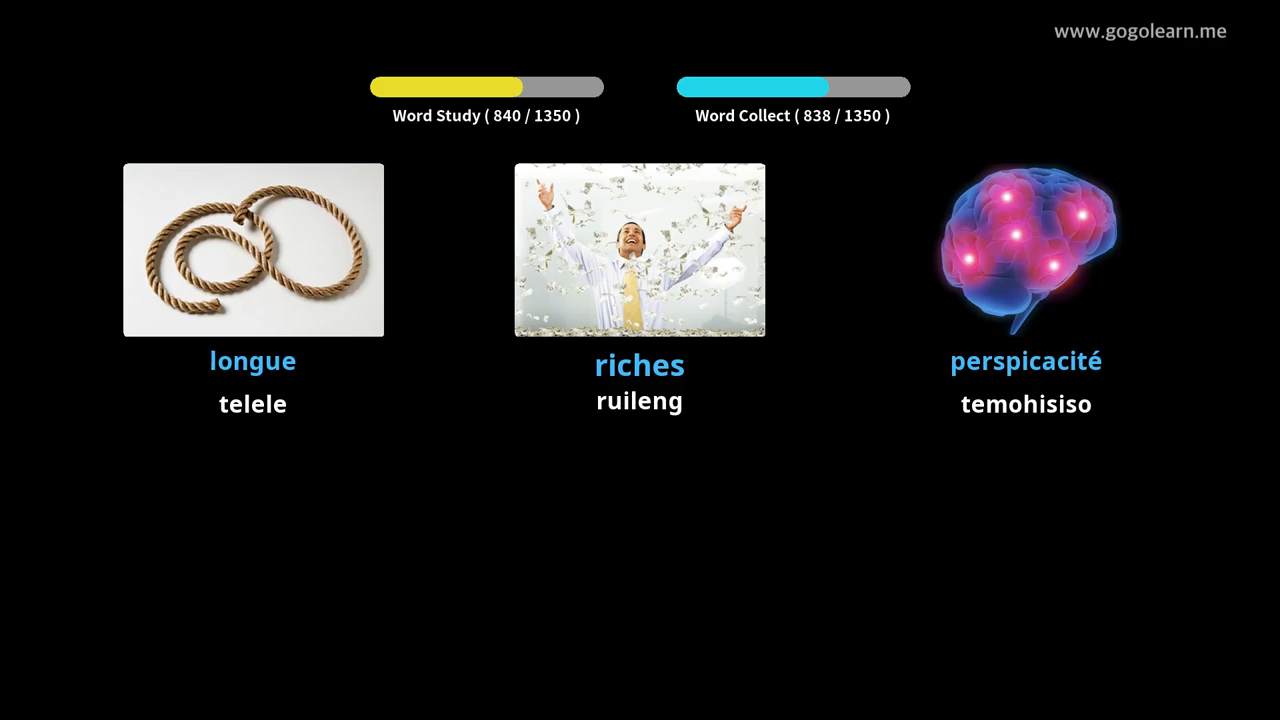 www.gogolearn.me
Word Study ( 840 / 1350 )
Word Collect ( 838 / 1350 )
longue
telele
riches
ruileng
perspicacité
temohisiso